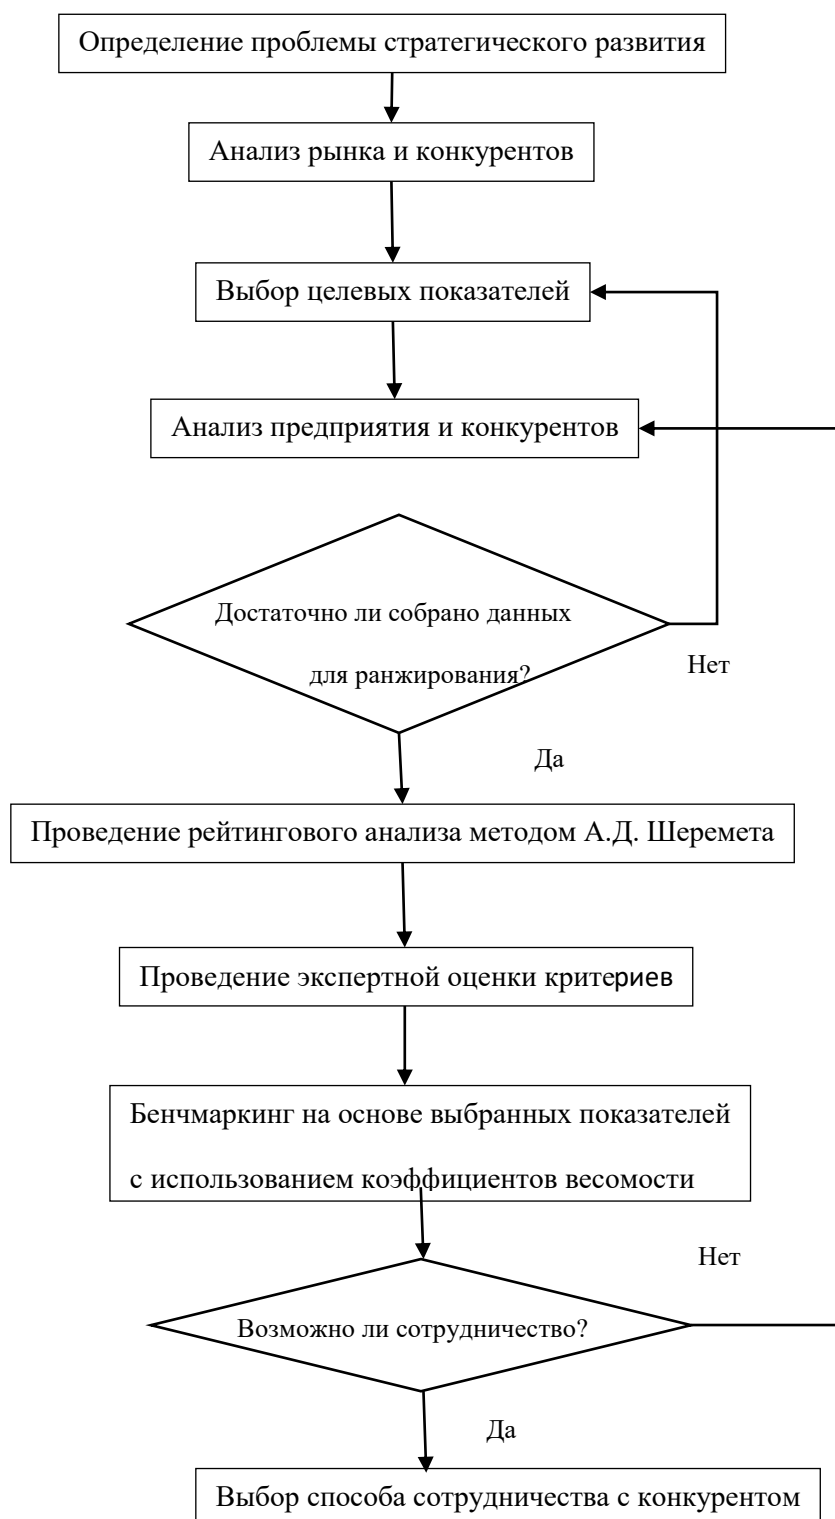 Определение проблемы стратегического развития
Анализ рынка и конкурентов
Выбор целевых показателей
Анализ предприятия и конкурентов
Достаточно ли собрано данных
для ранжирования?
Нет
Да
Проведение рейтингового анализа методом А.Д. Шеремета
Проведение экспертной оценки критериев
Бенчмаркинг на основе выбранных показателей
с использованием коэффициентов весомости
Нет
Возможно ли сотрудничество?
Да
Выбор способа сотрудничества с конкурентом